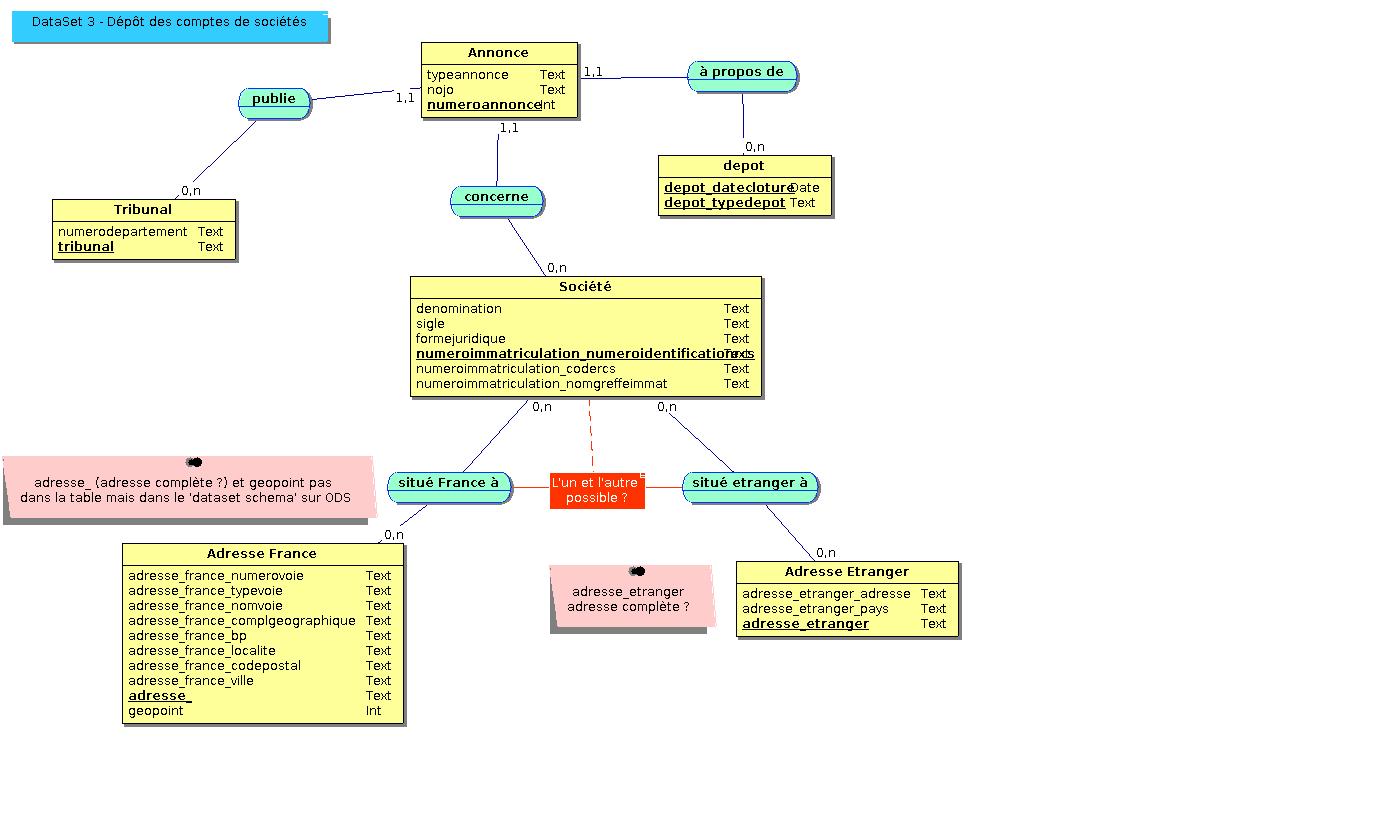 DataSet 3 - Dépôt des comptes de sociétés
Annonce
typeannonce Text
nojo Text
numeroannonce Int
1,1
à propos de
1,1
publie
1,1
0,n
depot
depot_datecloture Date
depot_typedepot Text
0,n
Tribunal
numerodepartement Text
tribunal Text
concerne
0,n
Société
denomination Text
sigle Text
formejuridique Text
numeroimmatriculation_numeroidentificationrcs Text
numeroimmatriculation_codercs Text
numeroimmatriculation_nomgreffeimmat Text
0,n
0,n
adresse_ (adresse complète ?) et geopoint pas
dans la table mais dans le 'dataset schema' sur ODS
situé France à
L'un et l'autre
possible ?
situé etranger à
0,n
Adresse France
adresse_france_numerovoie Text
adresse_france_typevoie Text
adresse_france_nomvoie Text
adresse_france_complgeographique Text
adresse_france_bp Text
adresse_france_localite Text
adresse_france_codepostal Text
adresse_france_ville Text
adresse_ Text
geopoint Int
adresse_etranger
adresse complète ?
0,n
Adresse Etranger
adresse_etranger_adresse Text
adresse_etranger_pays Text
adresse_etranger Text